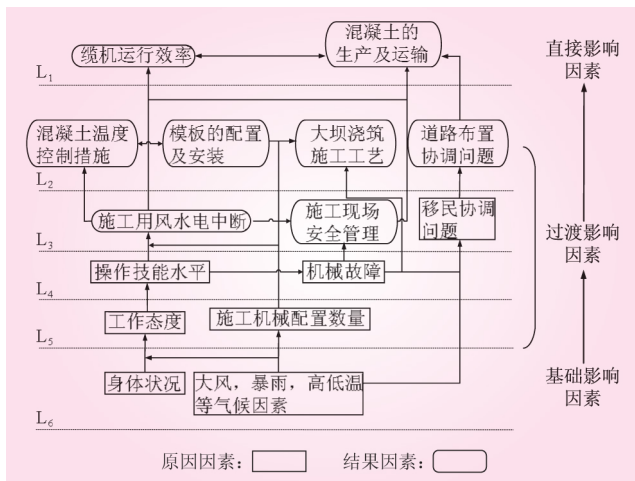 缆机运行效率
混凝土的
生产及运输
直接影响
因素
L1
混凝土温度
控制措施
模板的配置
及安装
大坝浇筑
施工工艺
道路布置
协调问题
L2
施工用风水电中断
施工现场
安全管理
移民协调
问题
过渡影响
因素
L3
操作技能水平
机械故障
L4
工作态度
施工机械配置数量
L5
身体状况
大风，暴雨，高低温
等气候因素
基础影响
因素
L6
原因因素：
结果因素：